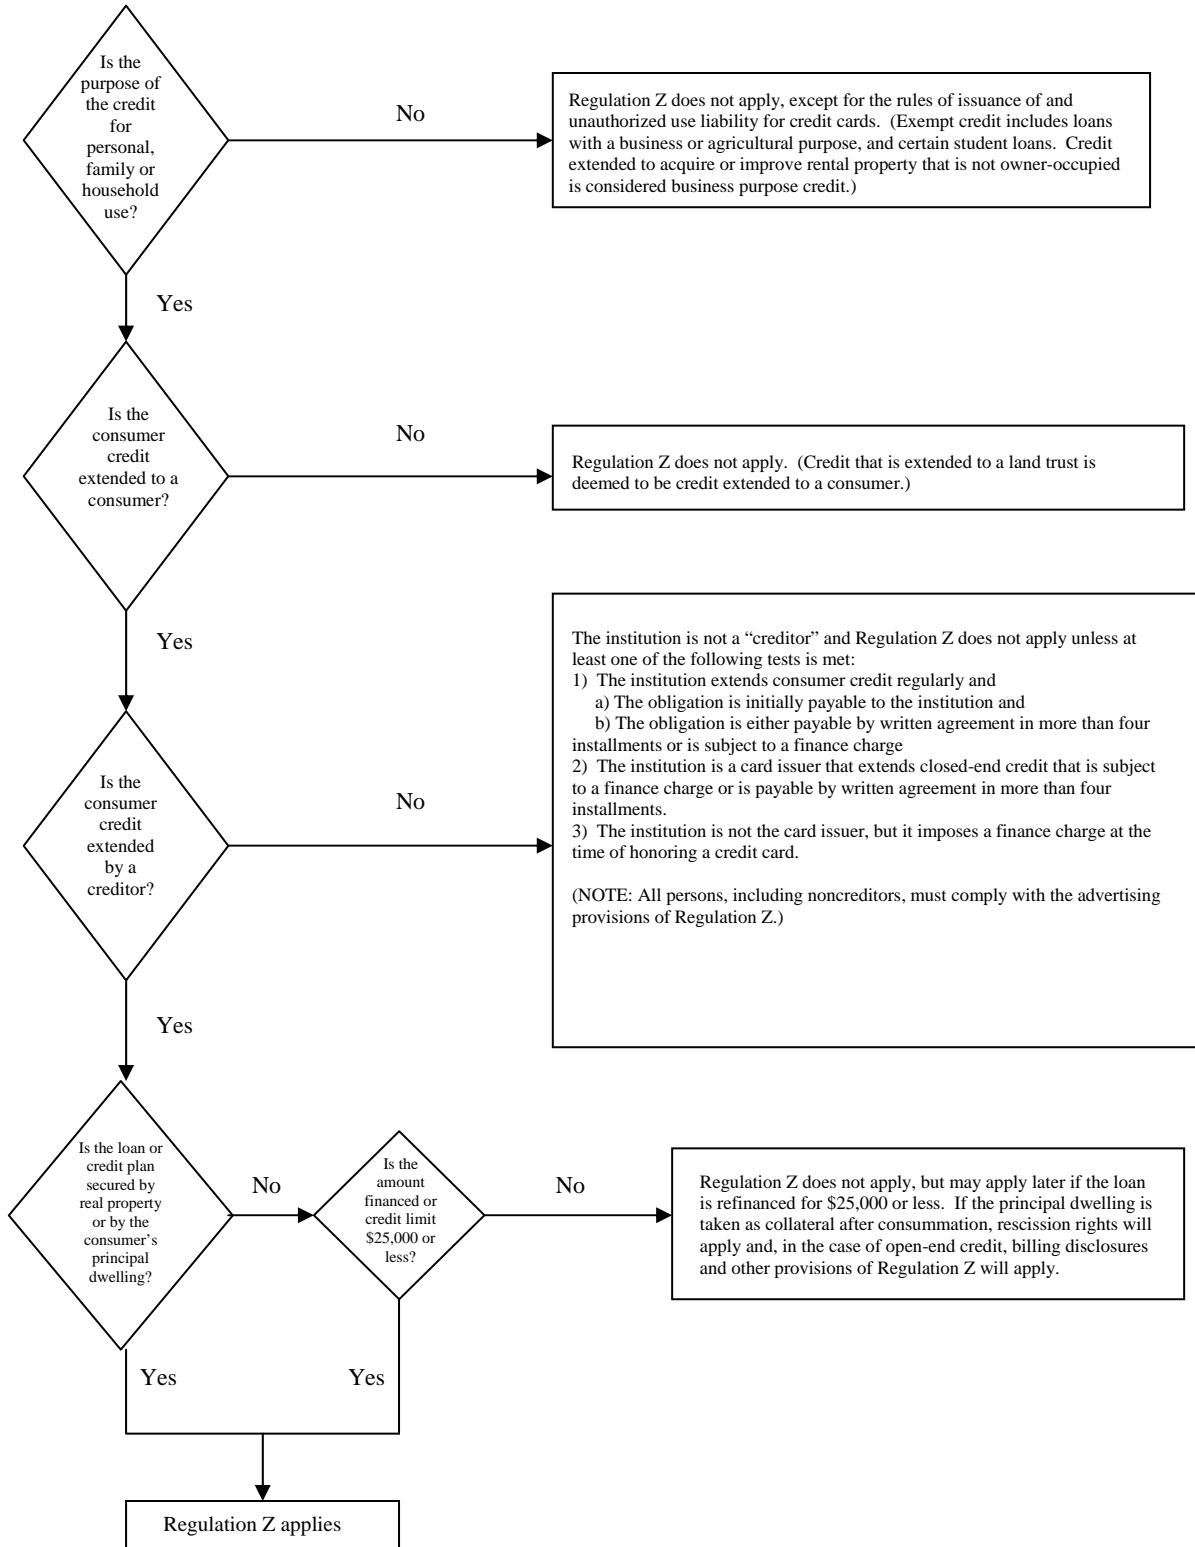 Is the
purpose of
the credit
for
personal,
family or
household
use?
No
Regulation Z does not apply, except for the rules of issuance of and
unauthorized use liability for credit cards.  (Exempt credit includes loans
with a business or agricultural purpose, and certain student loans.  Credit
extended to acquire or improve rental property that is not owner-occupied
is considered business purpose credit.)
Yes
Is the
consumer
credit
extended to a
consumer?
No
Regulation Z does not apply.  (Credit that is extended to a land trust is
deemed to be credit extended to a consumer.)
Yes
Is the
consumer
credit
extended
by a
creditor?
No
The institution is not a “creditor” and Regulation Z does not apply unless at
least one of the following tests is met:
1)  The institution extends consumer credit regularly and
a) The obligation is initially payable to the institution and
b) The obligation is either payable by written agreement in more than four
installments or is subject to a finance charge
2)  The institution is a card issuer that extends closed-end credit that is subject
to a finance charge or is payable by written agreement in more than four
installments.
3)  The institution is not the card issuer, but it imposes a finance charge at the
time of honoring a credit card.
(NOTE: All persons, including noncreditors, must comply with the advertising
provisions of Regulation Z.)
Yes
Is the loan or
credit plan
secured by
real property
or by the
consumer’s
principal
dwelling?
No
Is the
amount
financed or
credit limit
$25,000 or
less?
No
Regulation Z does not apply, but may apply later if the loan
is refinanced for $25,000 or less.  If the principal dwelling is
taken as collateral after consummation, rescission rights will
apply and, in the case of open-end credit, billing disclosures
and other provisions of Regulation Z will apply.
Yes
Yes
Regulation Z applies